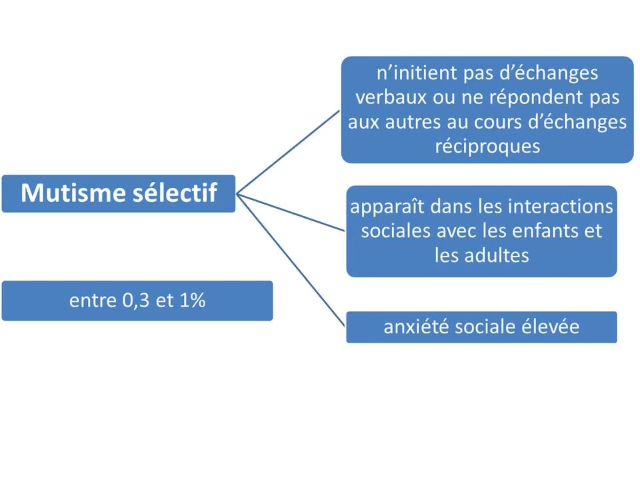 Mutisme sélectif
entre 0,3 et 1%
n’initient pas d’échanges
verbaux ou ne répondent pas
aux autres au cours d’échanges
réciproques
apparaît dans les interactions
sociales avec les enfants et
les adultes
anxiété sociale élevée